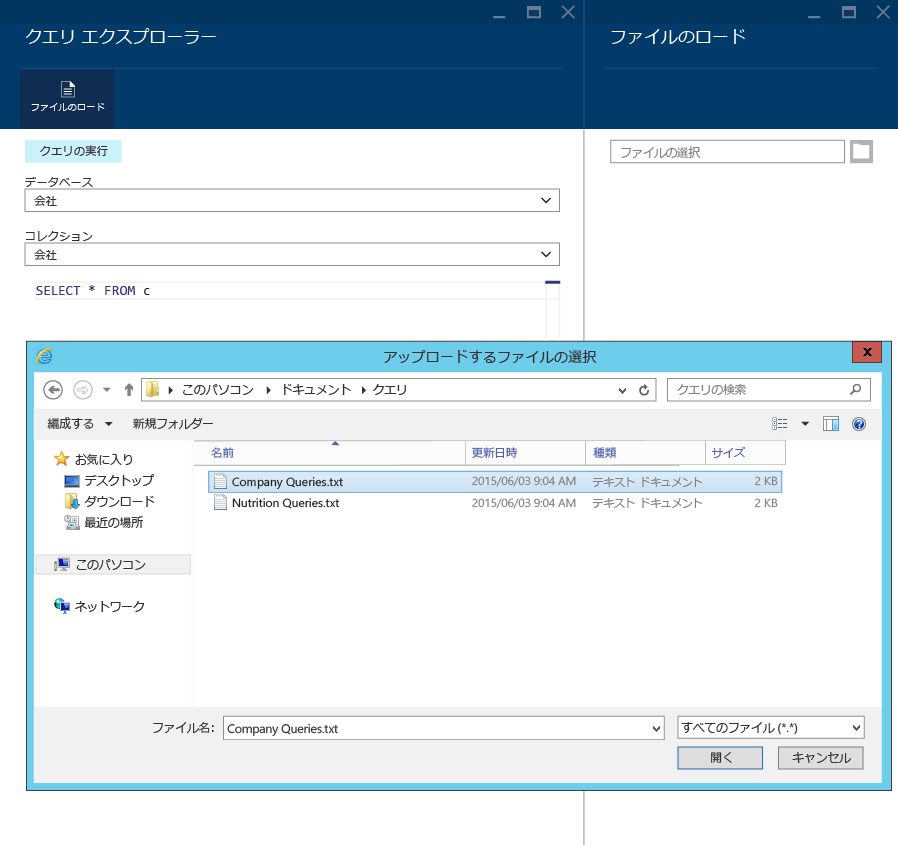 クエリ エクスプローラー
ファイルのロード
ファイルのロード
クエリの実行
ファイルの選択
データベース
会社
コレクション
会社
SELECT * FROM c
アップロードするファイルの選択
このパソコン ドキュメント クエリ
クエリの検索
編成する 新規フォルダー
名前 更新日時 種類 サイズ
お気に入り
デスクトップ
ダウンロード
最近の場所
このパソコン
ネットワーク
Company Queries.txt 2015/06/03 9:04 AM テキスト ドキュメント 2 KB
Nutrition Queries.txt 2015/06/03 9:04 AM テキスト ドキュメント 2 KB
ファイル名: Company Queries.txt すべてのファイル (*.*)
開く キャンセル